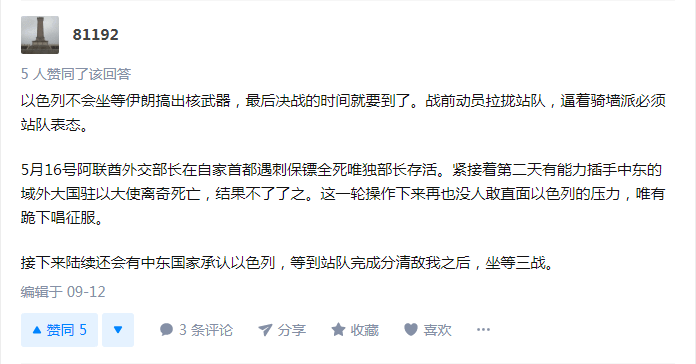 81192
5 人赞同了该回答
以色列不会坐等伊朗搞出核武器，最后决战的时间就要到了。战前动员拉拢站队，逼着骑墙派必须
站队表态。
5月16号阿联酋外交部长在自家首都遇刺保镖全死唯独部长存活。紧接着第二天有能力插手中东的
域外大国驻以大使离奇死亡，结果不了了之。这一轮操作下来再也没人敢直面以色列的压力，唯有
跪下唱征服。
接下来陆续还会有中东国家承认以色列，等到站队完成分清敌我之后，坐等三战。
编辑于 09-12
赞同 5 3 条评论 分享 收藏 喜欢